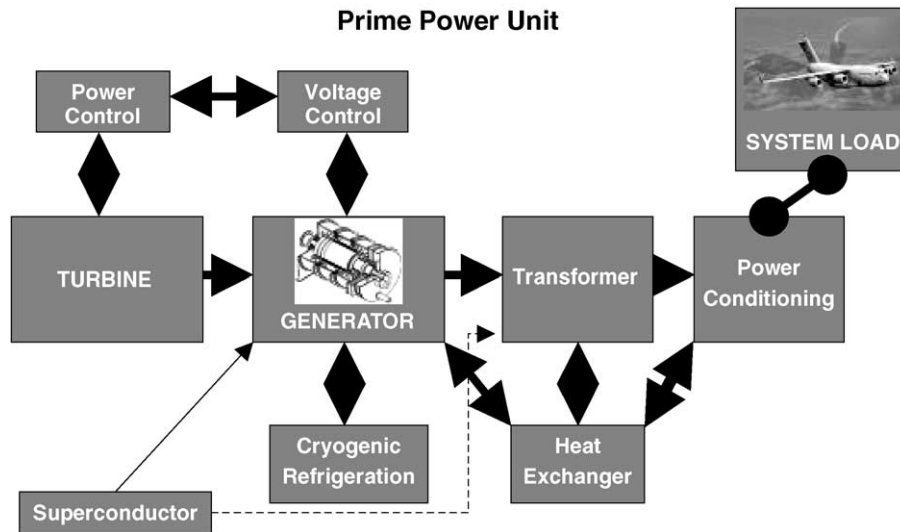 Prime Power Unit
Power
Control
Voltage
Control
SYSTEM LOAD
TURBINE
GENERATOR
Transformer
Power
Conditioning
Cryogenic
Refrigeration
Heat
Exchanger
Superconductor